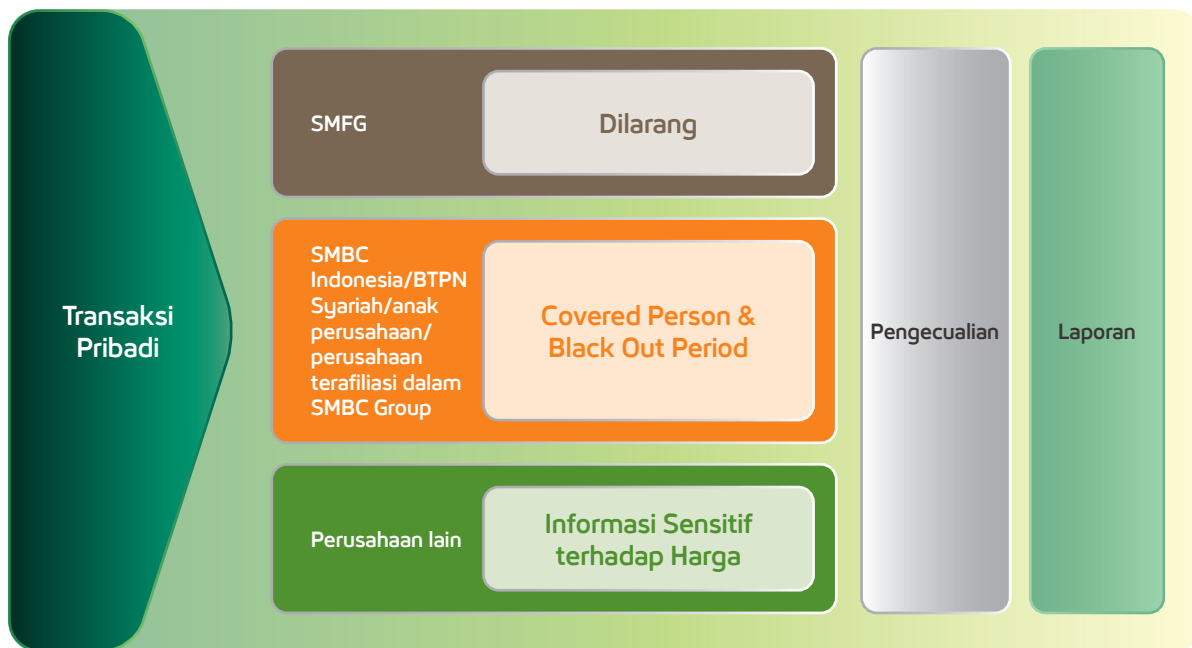 Transaksi
Pribadi
SMFG
Dilarang
SMBC
Indonesia/BTPN
Syariah/anak
perusahaan/
perusahaan
terafiliasi dalam
SMBC Group
Covered Person &
Black Out Period
Perusahaan lain
Informasi Sensitif
terhadap Harga
Pengecualian
Laporan